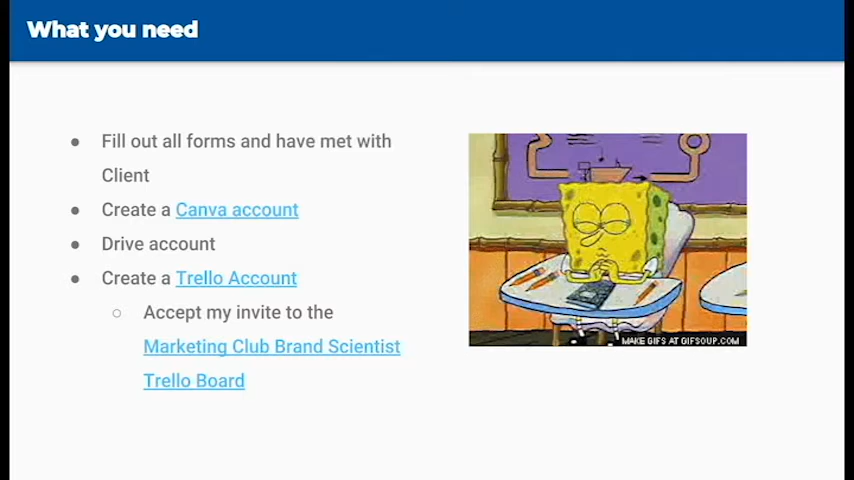 What you need
● Fill out all forms and have met with
Client
● Create a Canva account
● Drive account
● Create a Trello Account
○ Accept my invite to the
Marketing Club Brand Scientist
Trello Board
MAKE GIFS AT GIFSOUP.COM